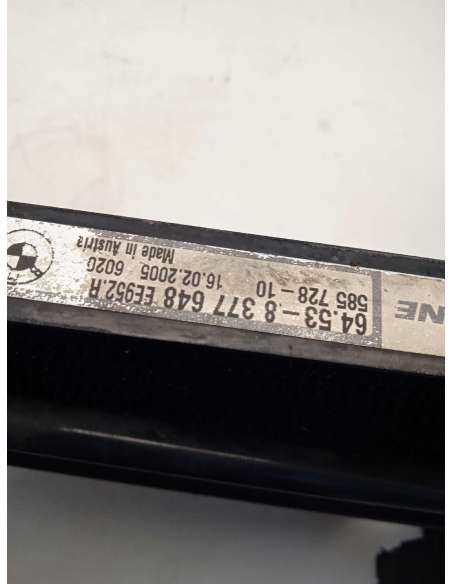 64.53-8 377 648 EE952.R
585 728-10 16.02.2005 6020
Made in Austria